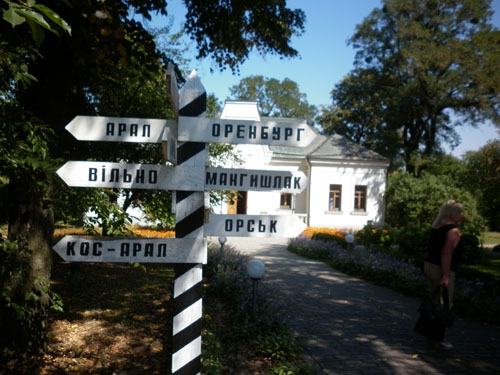 АРАЛ
ОРЕНБУРГ
ВІЛЬНО
МАНГИШЛАК
ОРСЬК
КОС-АРАЛ